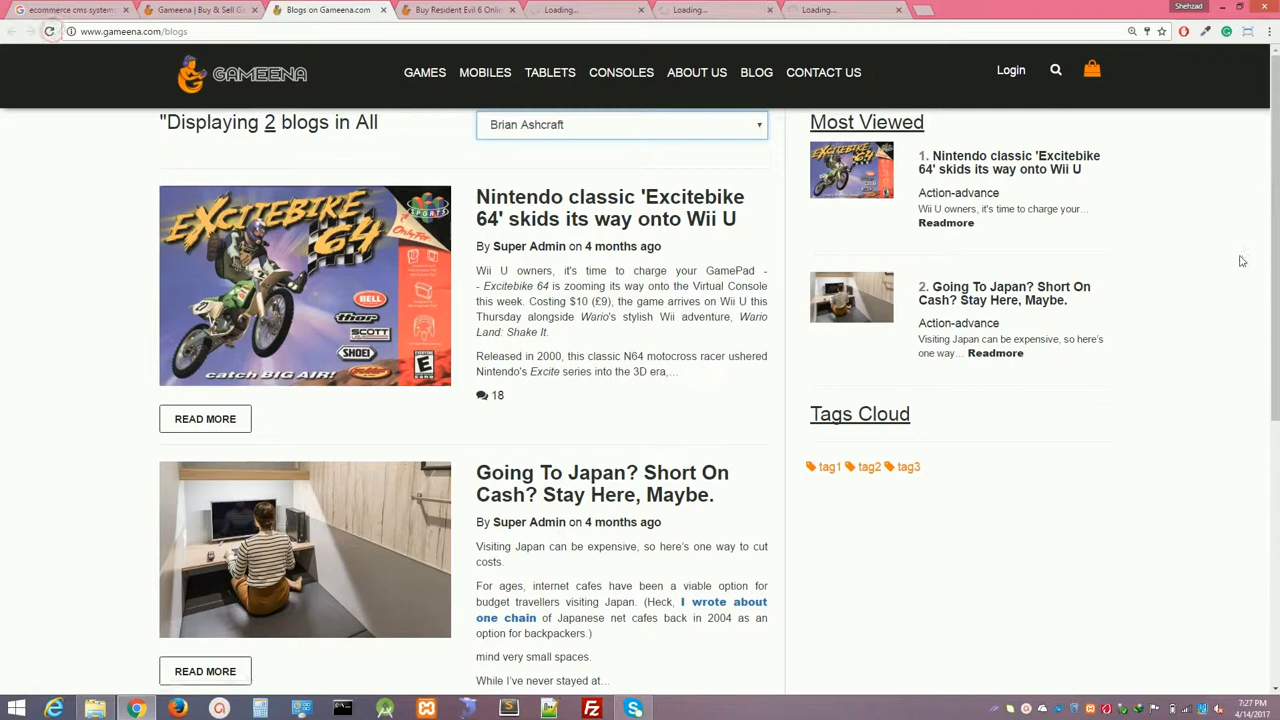 Shehzad
ecommerce cms system
Gameena | Buy & Sell G
Blogs on Gameena.com
Buy Resident Evil 6 Onlin
Loading...
Loading...
Loading...
www.gameena.com/blogs
GAMEENA
GAMES
MOBILES
TABLETS
CONSOLES
ABOUT US
BLOG
CONTACT US
Login
"Displaying 2 blogs in All
Brian Ashcraft
EXCITEBIKE 64
SPORTS
BELL
thor
SCOTT
SHOEI
EVERYONE
E
catch BIG AIR!
Nintendo classic 'Excitebike
64' skids its way onto Wii U
By Super Admin on 4 months ago
Wii U owners, it's time to charge your GamePad -
- Excitebike 64 is zooming its way onto the Virtual Console
this week. Costing $10 (£9), the game arrives on Wii U this
Thursday alongside Wario's stylish Wii adventure, Wario
Land: Shake It.
Released in 2000, this classic N64 motocross racer ushered
Nintendo's Excite series into the 3D era,...
18
READ MORE
Going To Japan? Short On
Cash? Stay Here, Maybe.
By Super Admin on 4 months ago
Visiting Japan can be expensive, so here's one way to cut
costs.
For ages, internet cafes have been a viable option for
budget travellers visiting Japan. (Heck, I wrote about
one chain of Japanese net cafes back in 2004 as an
option for backpackers.)
mind very small spaces.
While I've never stayed at...
READ MORE
Most Viewed
EXCITEBIKE 64
1. Nintendo classic 'Excitebike
64' skids its way onto Wii U
Action-advance
Wii U owners, it's time to charge your...
Readmore
2. Going To Japan? Short On
Cash? Stay Here, Maybe.
Action-advance
Visiting Japan can be expensive, so here's
one way... Readmore
Tags Cloud
tag1 tag2 tag3
7:27 PM
4/14/2017